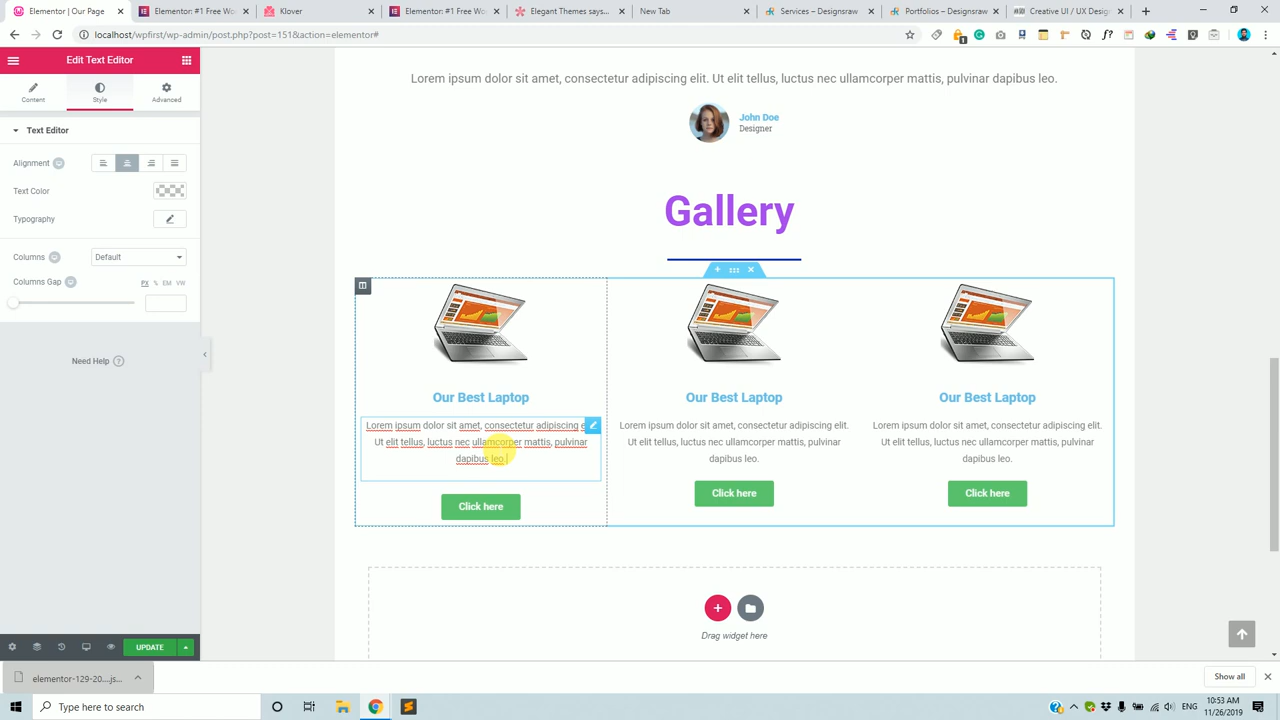 Elementor | Our Page
Elementor: #1 Free Wo
Klover
Elementor: #1 Free Wo
Elegant Themes says...
New Tab
Services – Designsraw
Portfolios – Designsraw
Creative UI / UX Desig
localhost/wpfirst/wp-admin/post.php?post=151&action=elementor#
Edit Text Editor
Content
Style
Advanced
Text Editor
Alignment
Text Color
Typography
Columns
Default
Columns Gap
PX % EM VW
Need Help ?
UPDATE
Lorem ipsum dolor sit amet, consectetur adipiscing elit. Ut elit tellus, luctus nec ullamcorper mattis, pulvinar dapibus leo.
John Doe
Designer
Gallery
Our Best Laptop
Lorem ipsum dolor sit amet, consectetur adipiscing e
Ut elit tellus, luctus nec ullamcorper mattis, pulvinar
dapibus leo.
Click here
Our Best Laptop
Lorem ipsum dolor sit amet, consectetur adipiscing elit.
Ut elit tellus, luctus nec ullamcorper mattis, pulvinar
dapibus leo.
Click here
Our Best Laptop
Lorem ipsum dolor sit amet, consectetur adipiscing elit.
Ut elit tellus, luctus nec ullamcorper mattis, pulvinar
dapibus leo.
Click here
Drag widget here
elementor-129-20....js...
Show all
Type here to search
ENG
10:53 AM
11/26/2019